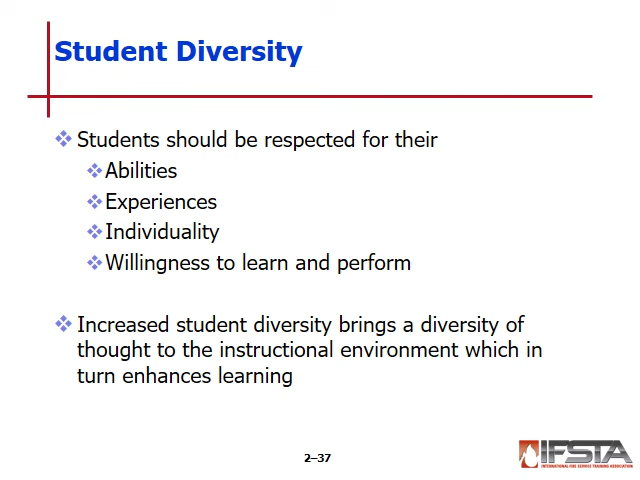 Student Diversity
Students should be respected for their
Abilities
Experiences
Individuality
Willingness to learn and perform
Increased student diversity brings a diversity of
thought to the instructional environment which in
turn enhances learning
2–37
IFSTA
INTERNATIONAL FIRE SERVICE TRAINING ASSOCIATION